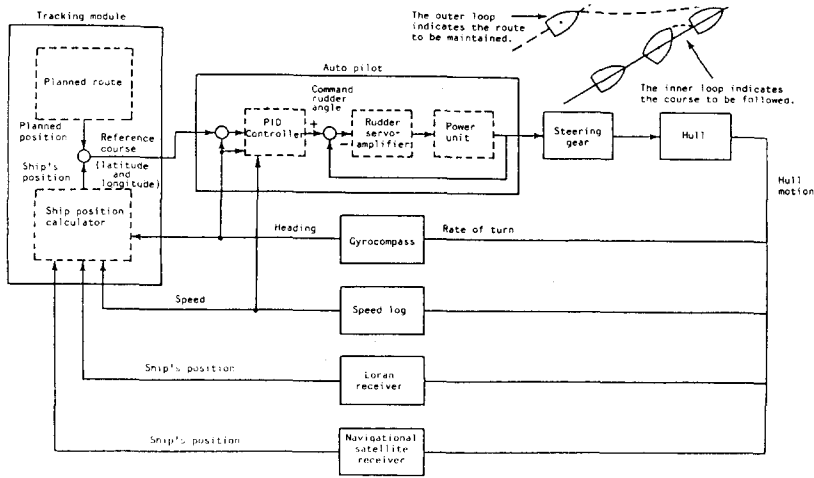 Tracking module
The outer loop
indicates the route
to be maintained.
The inner loop indicates
the course to be followed.
Auto pilot
Planned route
Command
rudder
angle
Planned
position
Reference
course
(latitude
and
longitude)
Ship's
position
PID
Controller
+
−
Rudder
servo-
amplifier
Power
unit
Steering
gear
Hull
Hull
motion
Ship position
calculator
Heading
Gyrocompass
Rate of turn
Speed
Speed log
Ship's position
Loran
receiver
Ship's position
Navigational
satellite
receiver